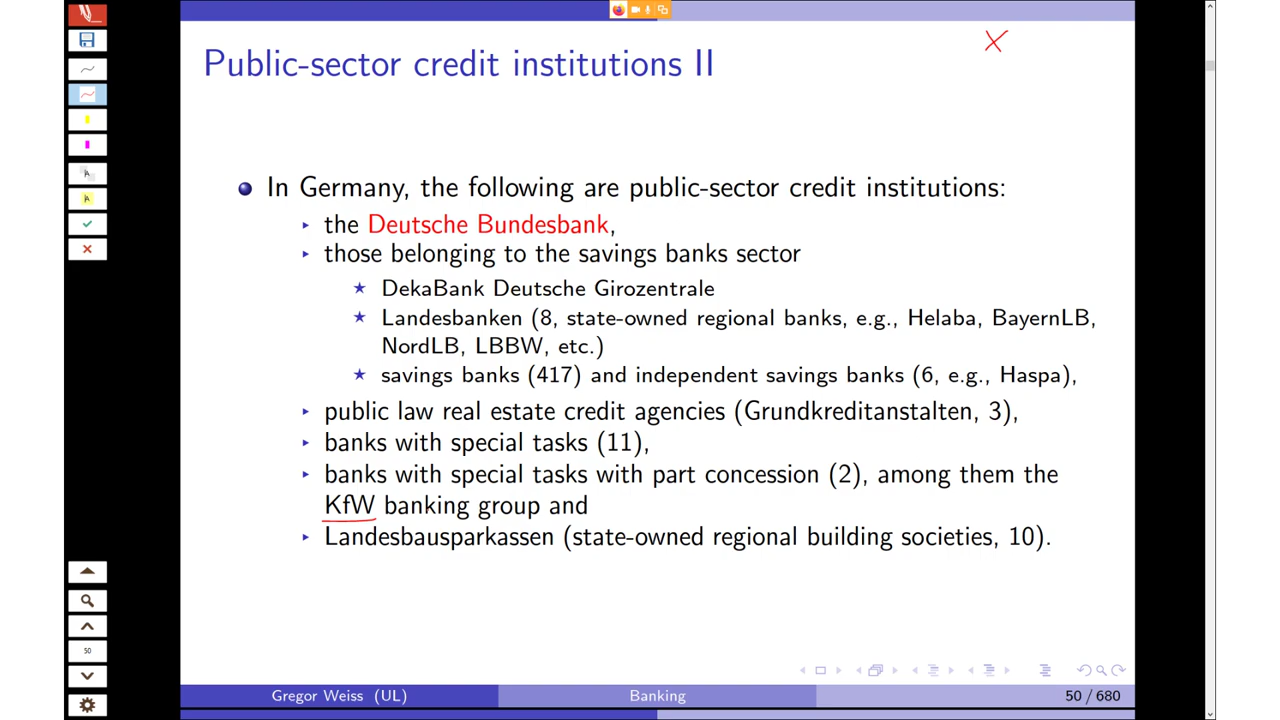 Public-sector credit institutions II
In Germany, the following are public-sector credit institutions:
the Deutsche Bundesbank,
those belonging to the savings banks sector
DekaBank Deutsche Girozentrale
Landesbanken (8, state-owned regional banks, e.g., Helaba, BayernLB,
NordLB, LBBW, etc.)
savings banks (417) and independent savings banks (6, e.g., Haspa),
public law real estate credit agencies (Grundkreditanstalten, 3),
banks with special tasks (11),
banks with special tasks with part concession (2), among them the
KfW banking group and
Landesbausparkassen (state-owned regional building societies, 10).
50
Gregor Weiss (UL) Banking 50 / 680